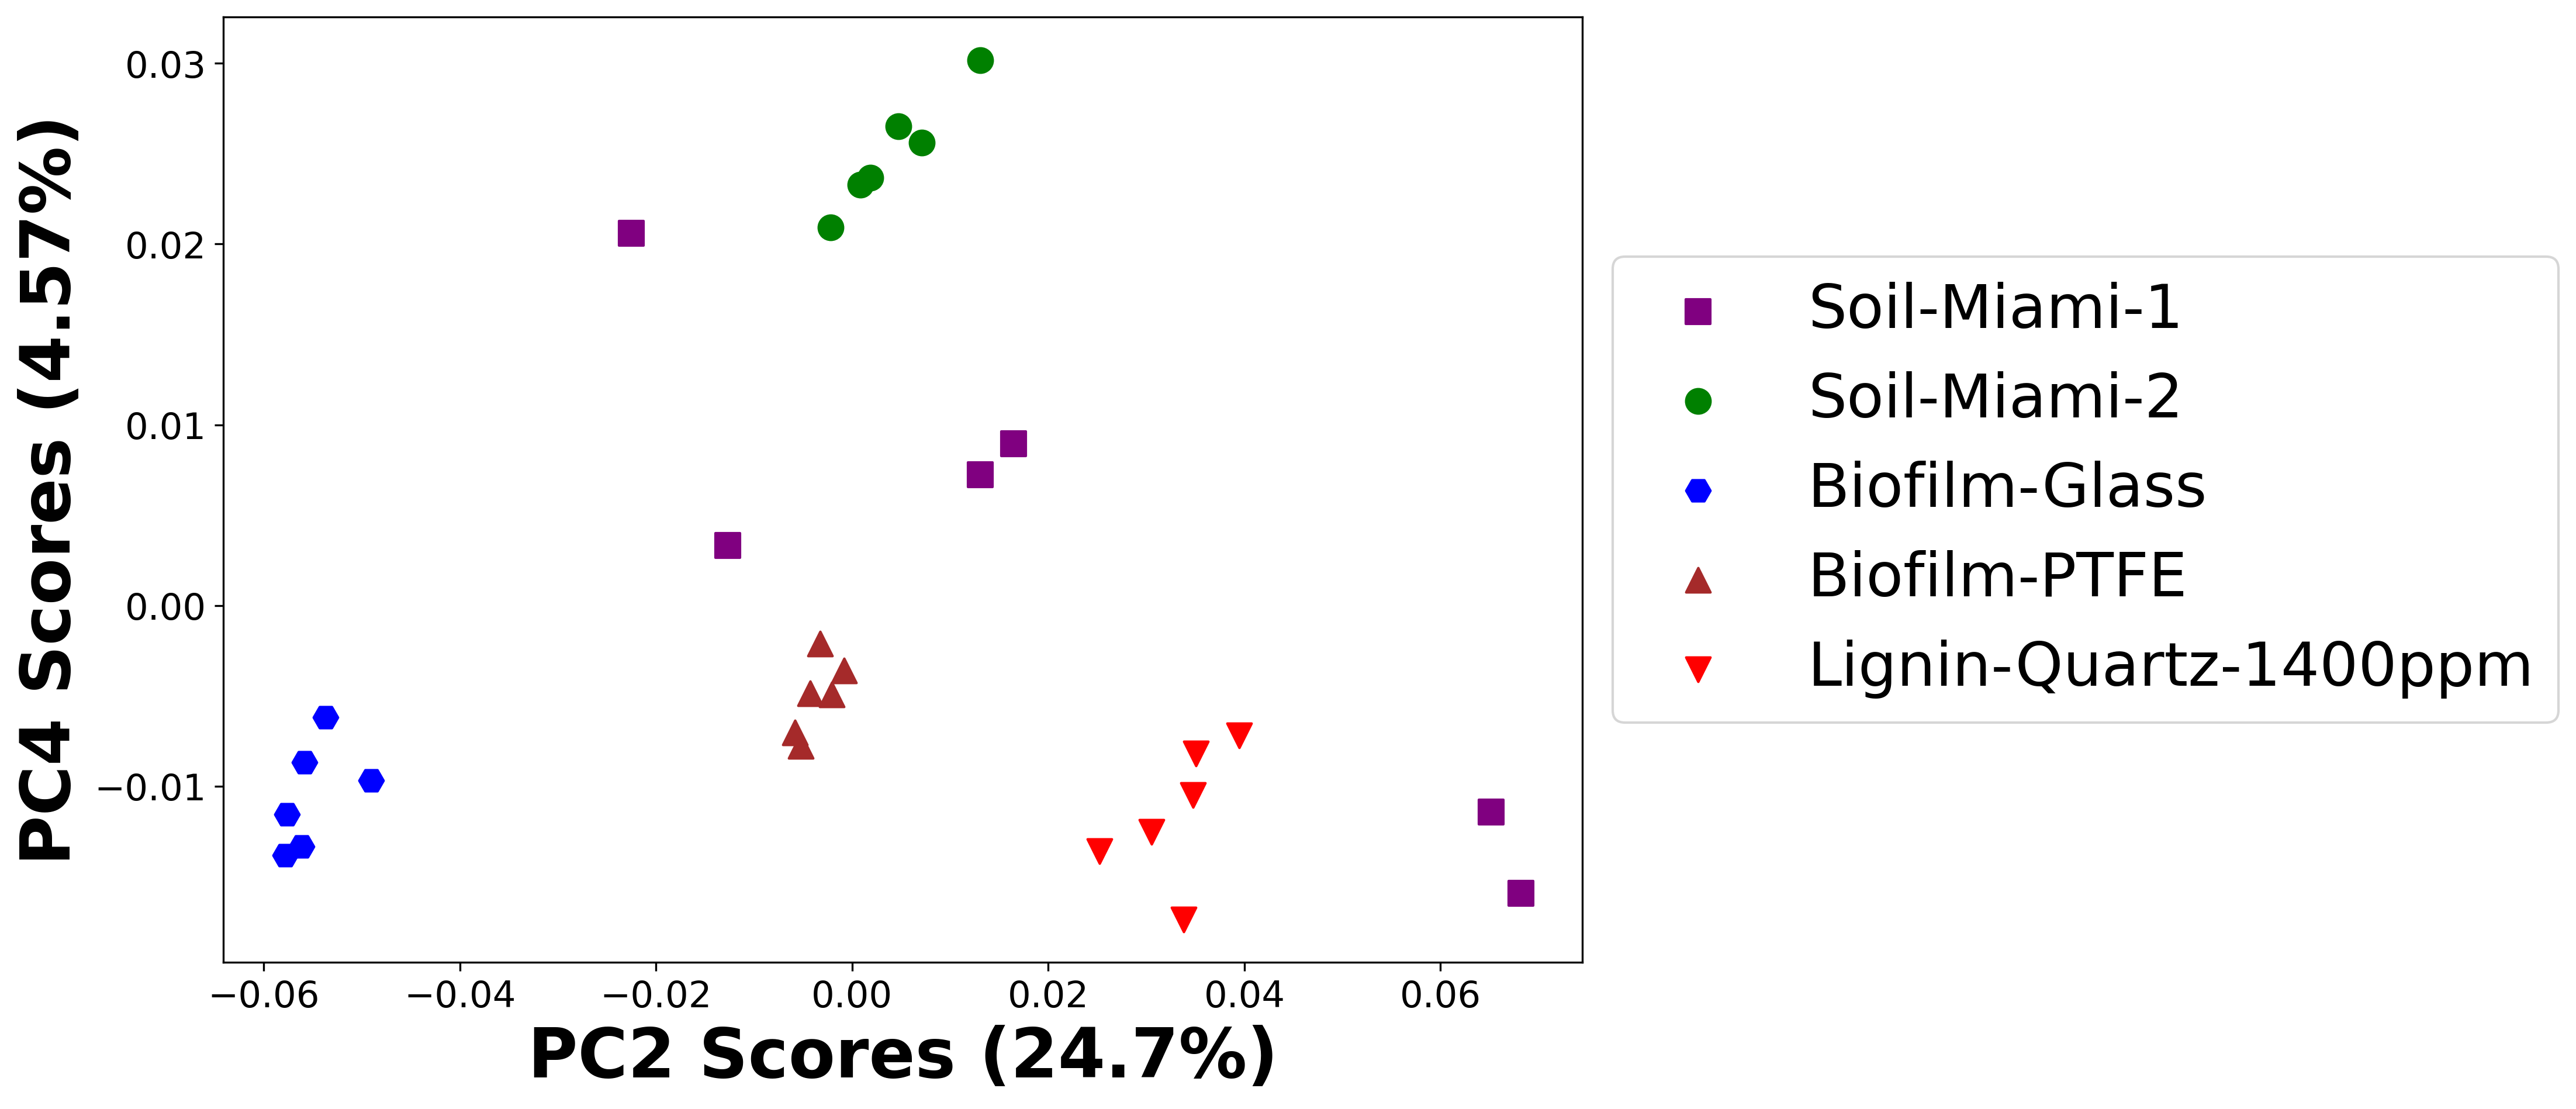 0.03
0.02
0.01
0.00
−0.01
PC4 Scores (4.57%)
−0.06 −0.04 −0.02 0.00 0.02 0.04 0.06
PC2 Scores (24.7%)
Soil-Miami-1
Soil-Miami-2
Biofilm-Glass
Biofilm-PTFE
Lignin-Quartz-1400ppm